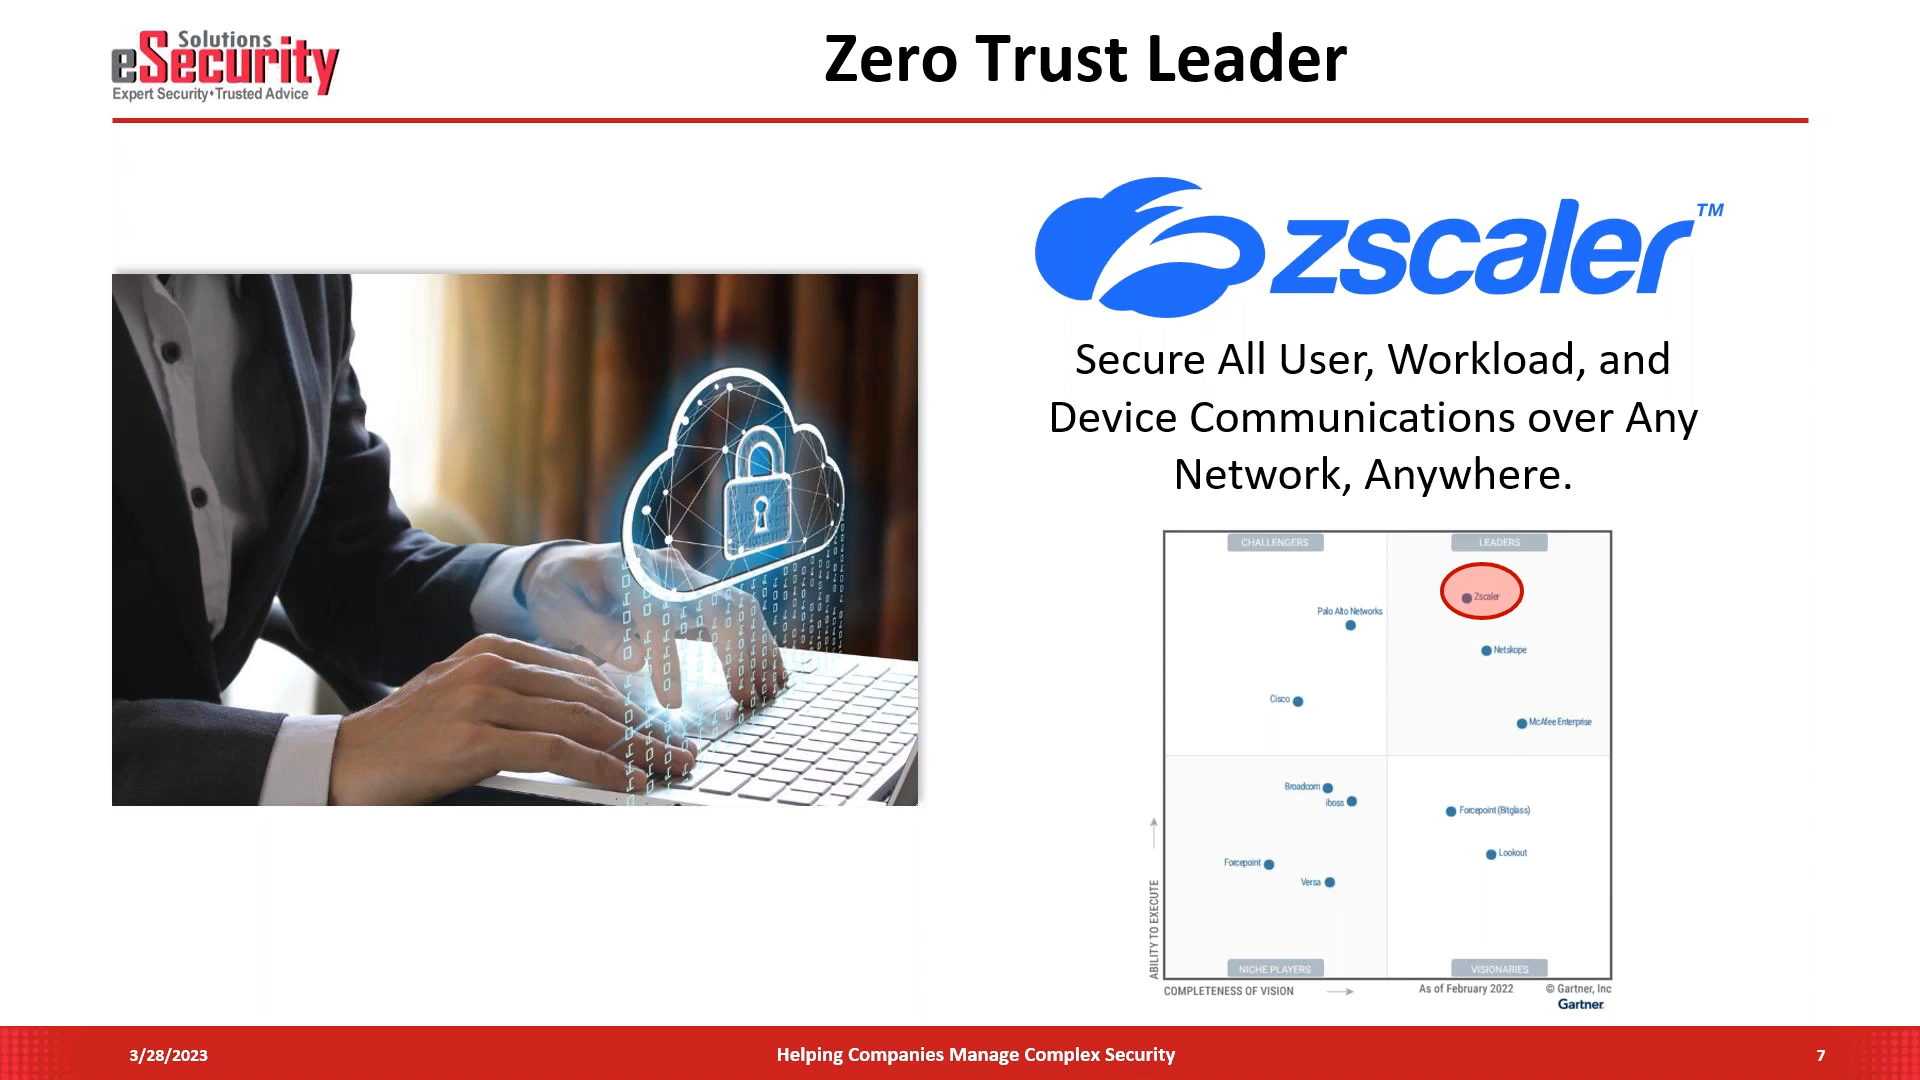 Solutions
eSecurity
Expert Security•Trusted Advice
Zero Trust Leader
zscaler™
Secure All User, Workload, and
Device Communications over Any
Network, Anywhere.
CHALLENGERS
LEADERS
Zscaler
Palo Alto Networks
Netskope
Cisco
McAfee Enterprise
Broadcom
iboss
Forcepoint (Bitglass)
Lookout
Forcepoint
Versa
ABILITY TO EXECUTE
NICHE PLAYERS
VISIONARIES
COMPLETENESS OF VISION
As of February 2022
© Gartner, Inc
Gartner
3/28/2023
Helping Companies Manage Complex Security
7